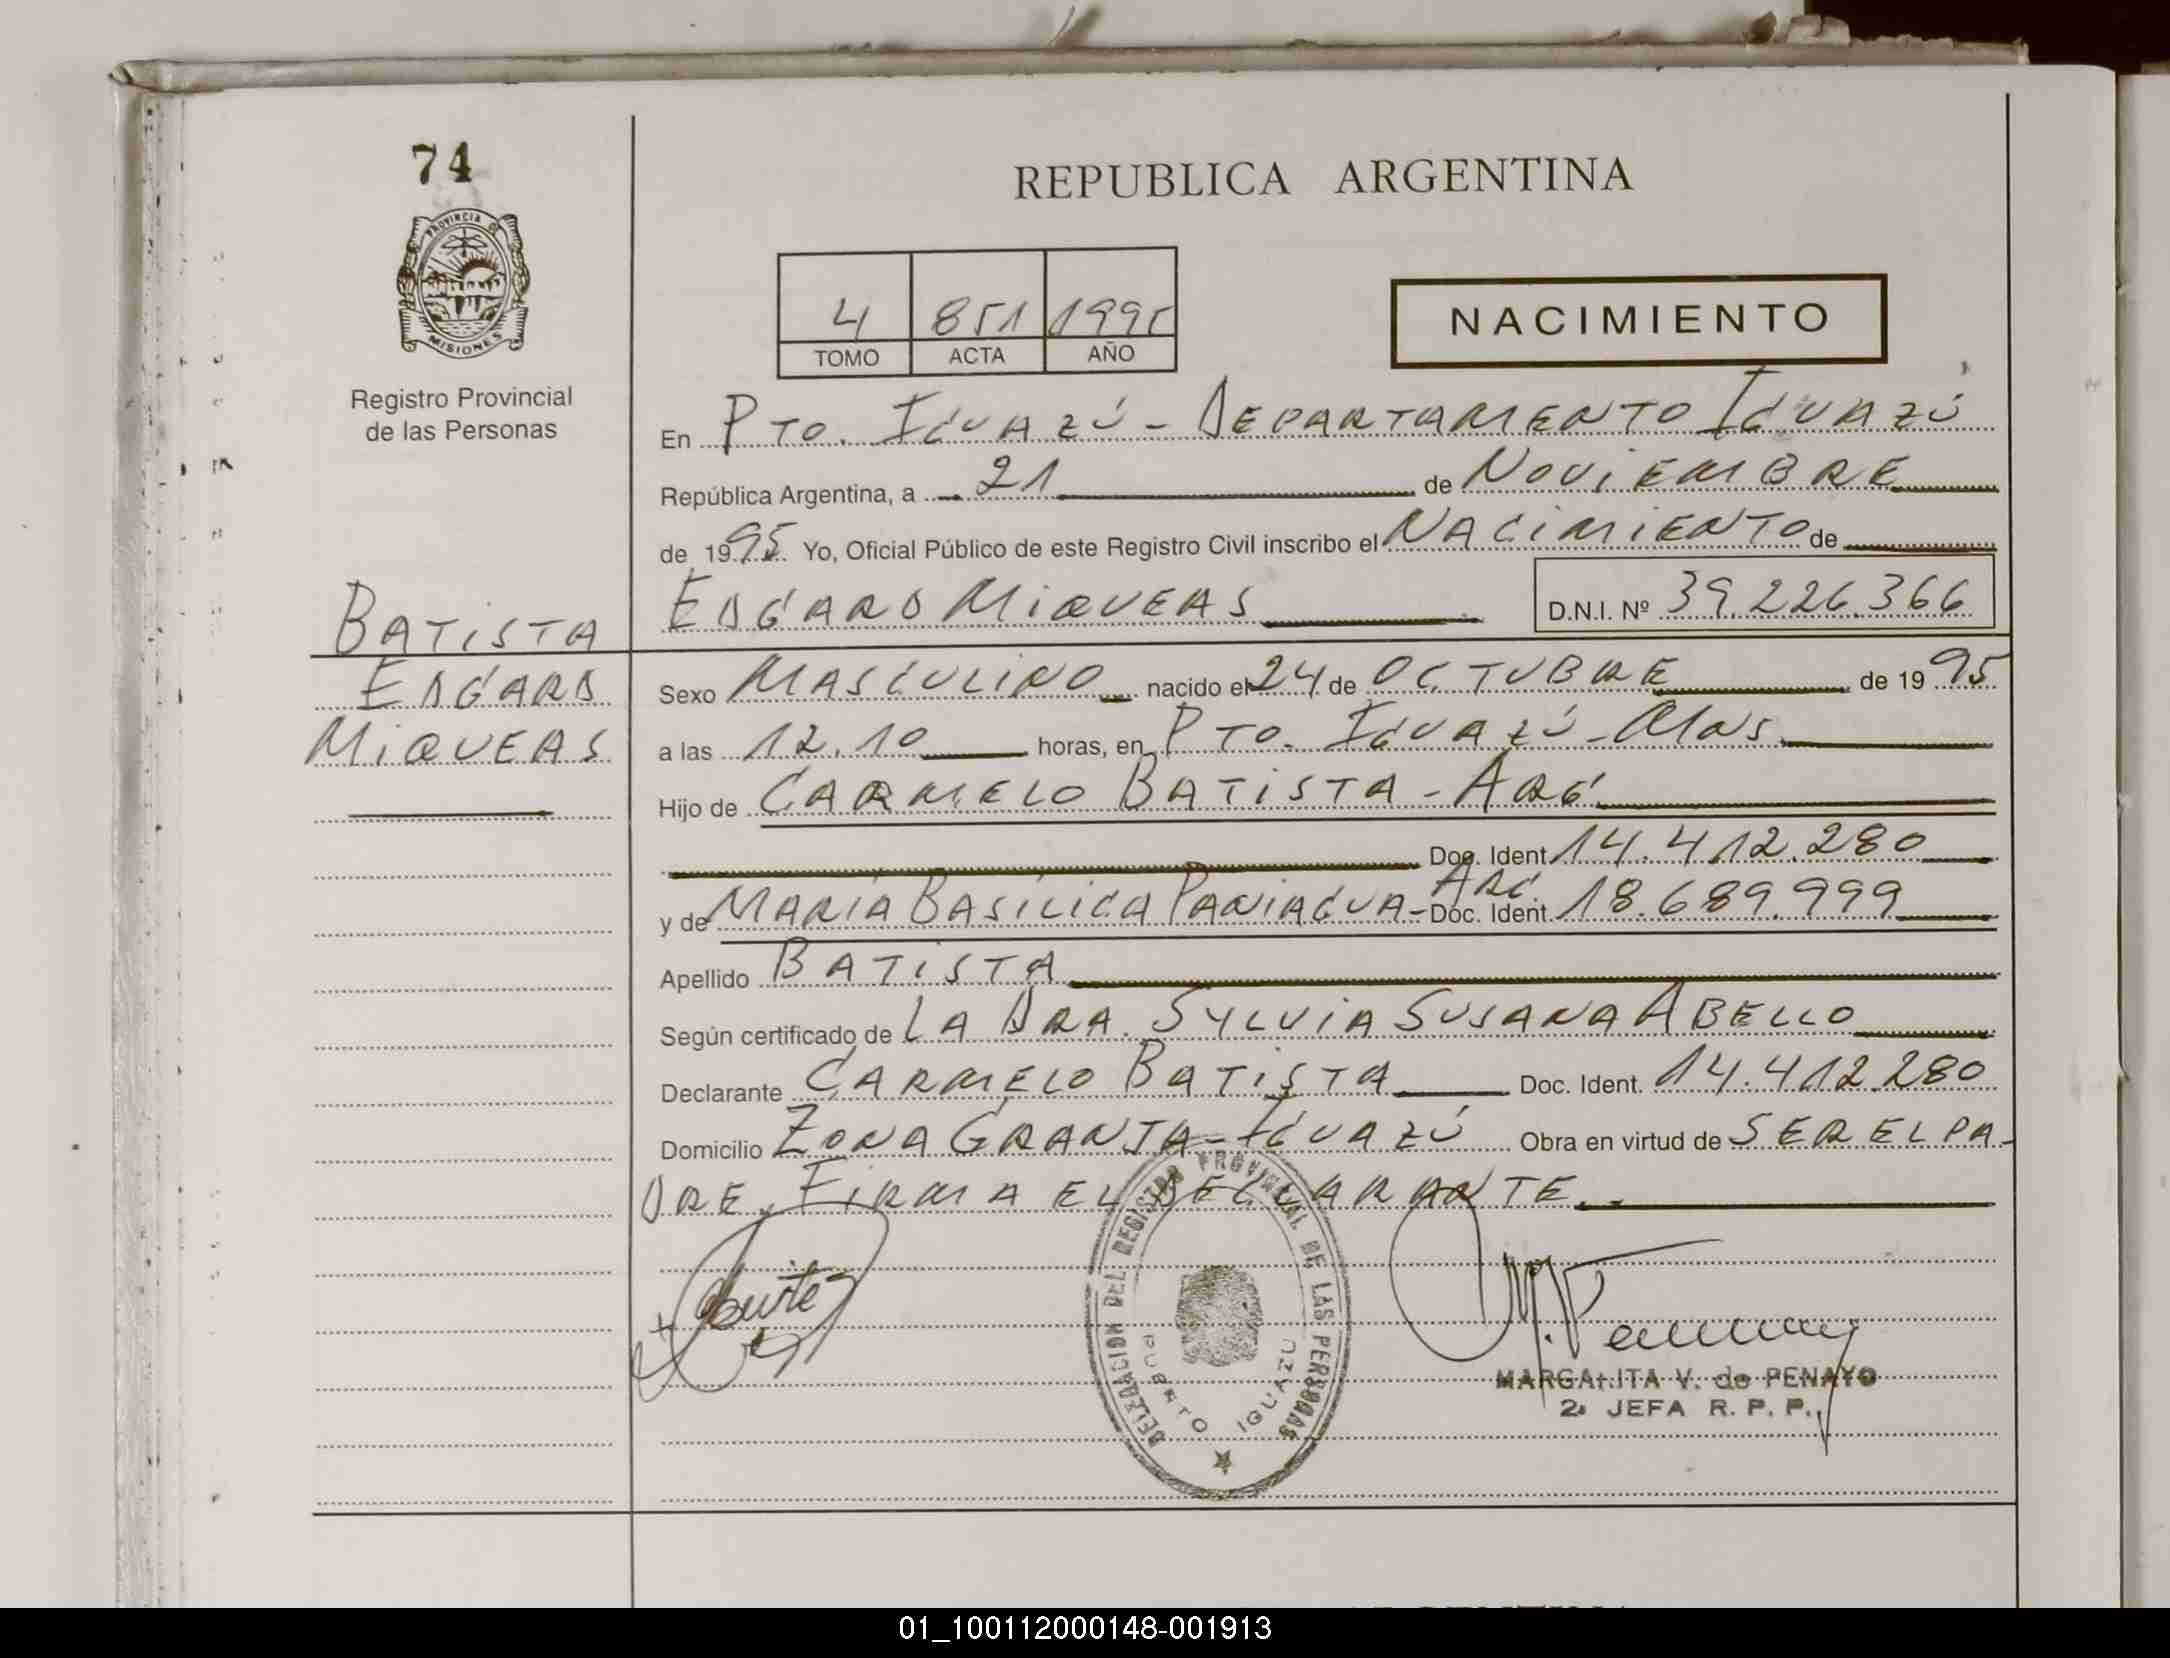 74
PROVINCIA DE
MISIONES
Registro Provincial
de las Personas
REPUBLICA ARGENTINA
4 851 1995
TOMO ACTA AÑO
NACIMIENTO
En PTO. IGUAZÚ - DEPARTAMENTO IGUAZÚ
República Argentina, a 21 de NOVIEMBRE
de 1995. Yo, Oficial Público de este Registro Civil inscribo el NACIMIENTO de
EDGARD MIQUEAS D.N.I. Nº 39.226.366
BATISTA
EDGARD
MIQUEAS
Sexo MASCULINO nacido el 24 de OCTUBRE de 1995
a las 12.10 horas, en PTO. IGUAZÚ - Mns.
Hijo de CARMELO BATISTA - ARG.
Doc. Ident. 14.412.280
y de MARÍA BASÍLICA PANIAGUA - ARG. Doc. Ident. 18.689.999
Apellido BATISTA
Según certificado de LA DRA. SYLVIA SUSANA ABELLO
Declarante CARMELO BATISTA Doc. Ident. 14.412.280
Domicilio ZONA GRANJA - IGUAZÚ Obra en virtud de SER EL PA-
DRE. FIRMA EL DECLARANTE.
DELEGACION DEL REGISTRO PROVINCIAL DE LAS PERSONAS
PUERTO IGUAZU
MARGARITA V. de PENAYO
2a JEFA R. P. P.
01_100112000148-001913